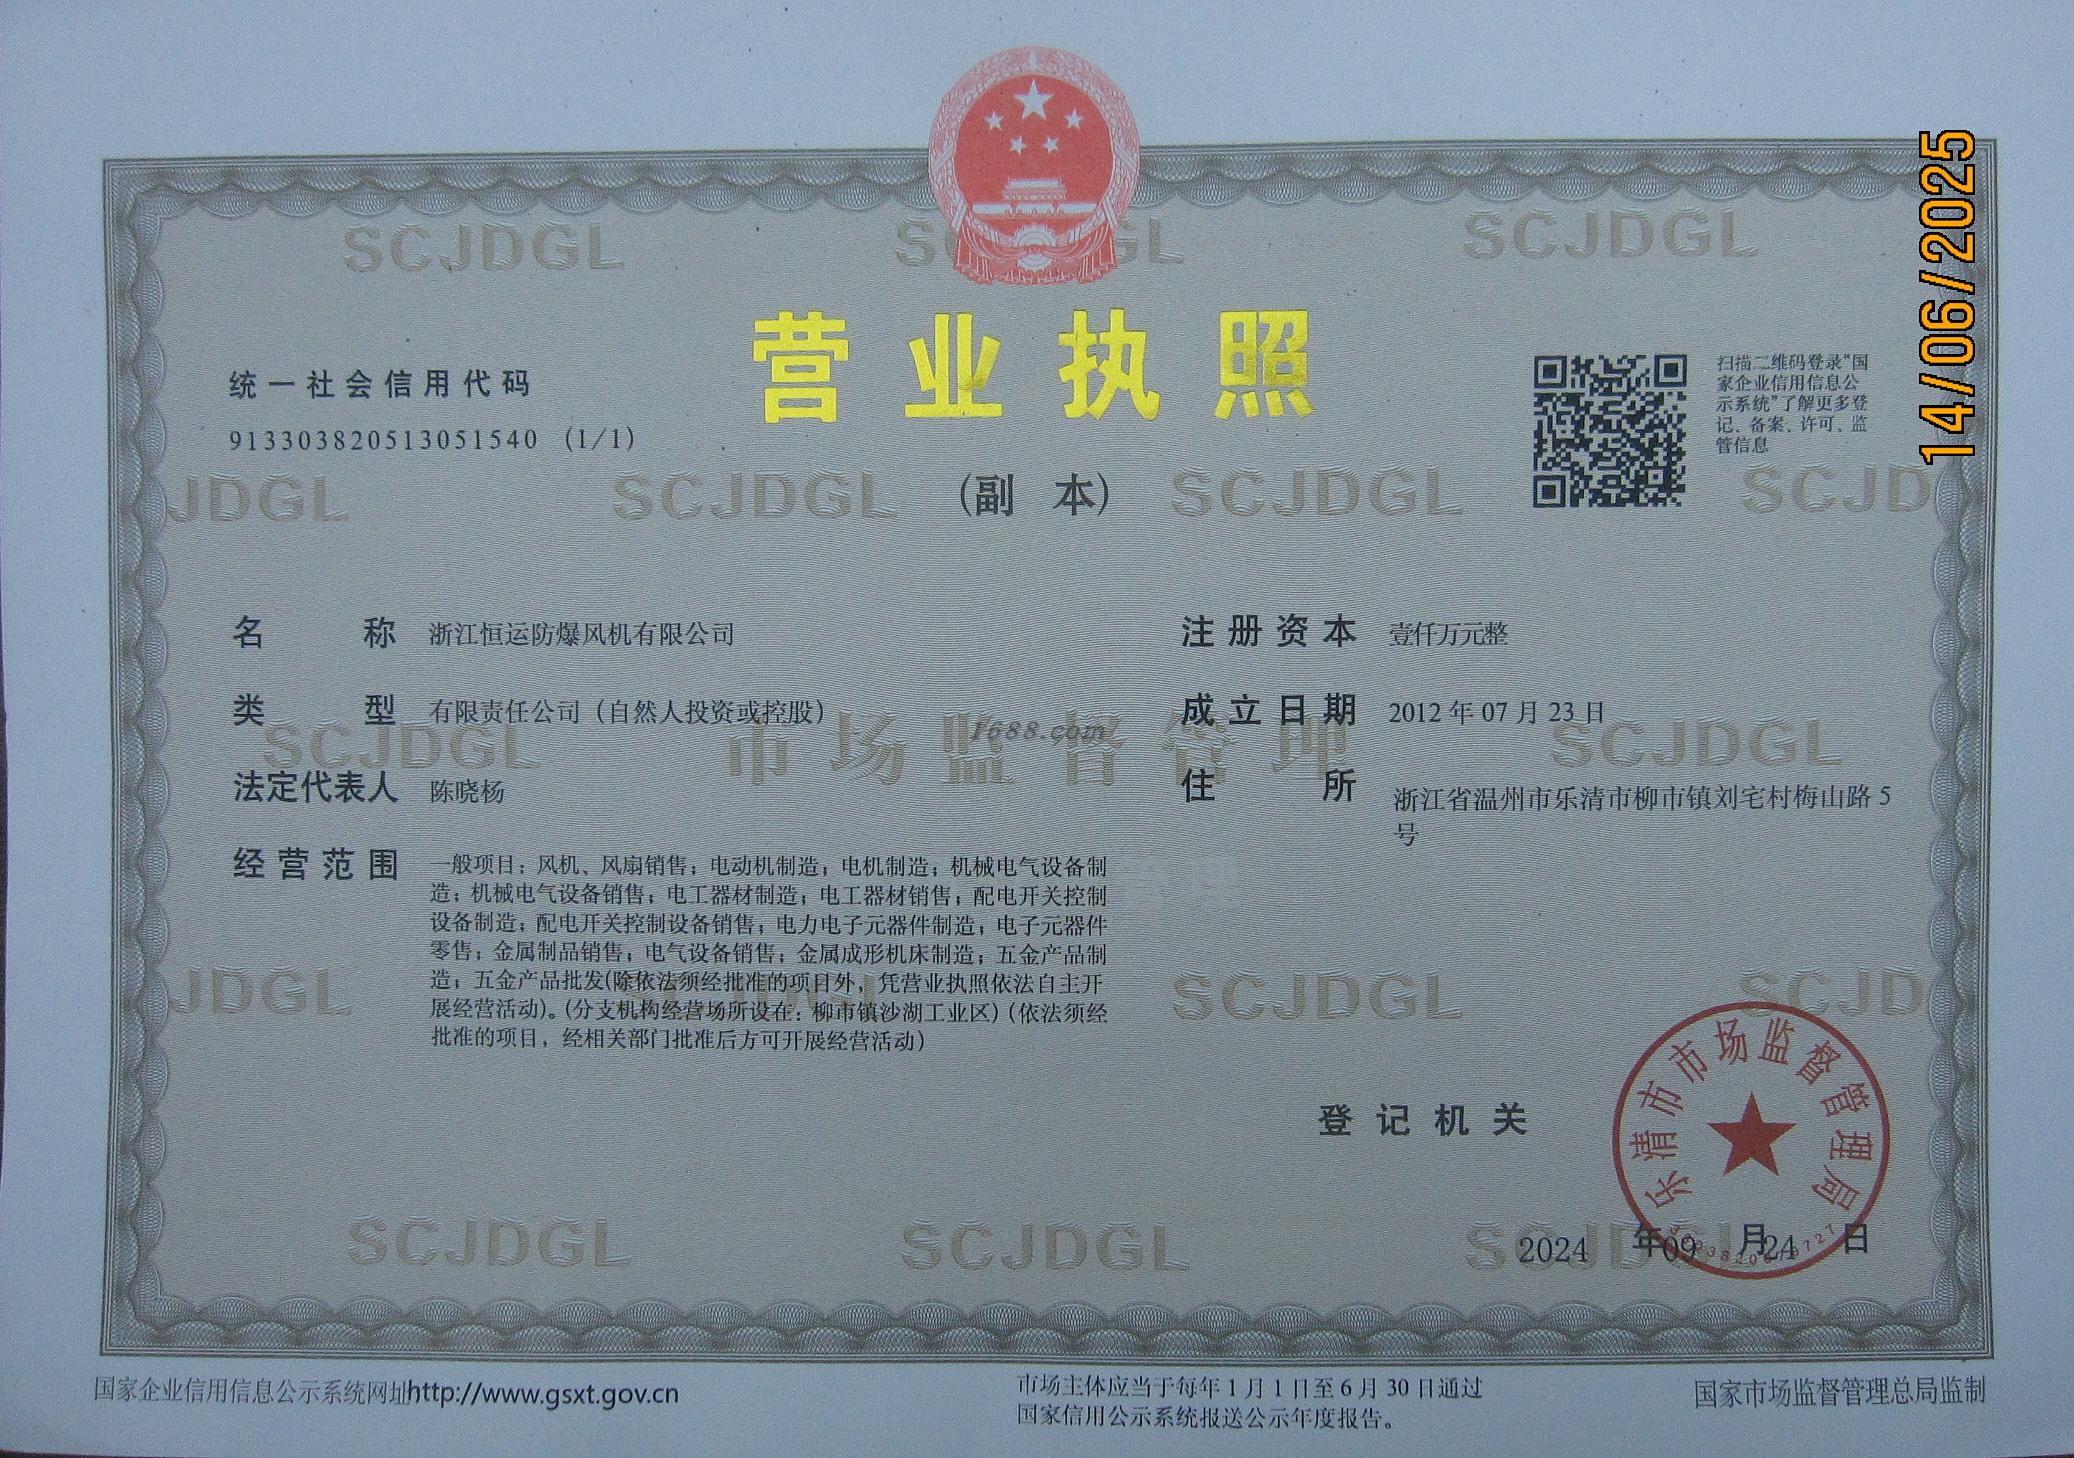 14/06/2025
SCJDGL
SCJDGL
营业执照
(副 本)
统一社会信用代码
913303820513051540 (1/1)
扫描二维码登录"国
家企业信用信息公
示系统"了解更多登
记、备案、许可、监
管信息
JDGL
SCJDGL
SCJDGL
SCJD
名 称 浙江恒运防爆风机有限公司
类 型 有限责任公司（自然人投资或控股）
法定代表人 陈晓杨
经营范围 一般项目：风机、风扇销售；电动机制造；电机制造；机械电气设备制
造；机械电气设备销售；电工器材制造；电工器材销售；配电开关控制
设备制造；配电开关控制设备销售；电力电子元器件制造；电子元器件
零售；金属制品销售；电气设备销售；金属成形机床制造；五金产品制
造；五金产品批发(除依法须经批准的项目外，凭营业执照依法自主开
展经营活动)。(分支机构经营场所设在：柳市镇沙湖工业区)（依法须经
批准的项目，经相关部门批准后方可开展经营活动）
注册资本 壹仟万元整
成立日期 2012年07月23日
住 所 浙江省温州市乐清市柳市镇刘宅村梅山路5
号
SCJDGL
市场监督管理
1688.com
SCJDGL
JDGL
SCJDGL
SCJD
登记机关
乐清市市场监督管理局
2024 年09 月24 日
SCJDGL
SCJDGL
国家企业信用信息公示系统网址http://www.gsxt.gov.cn
市场主体应当于每年1月1日至6月30日通过
国家信用公示系统报送公示年度报告。
国家市场监督管理总局监制